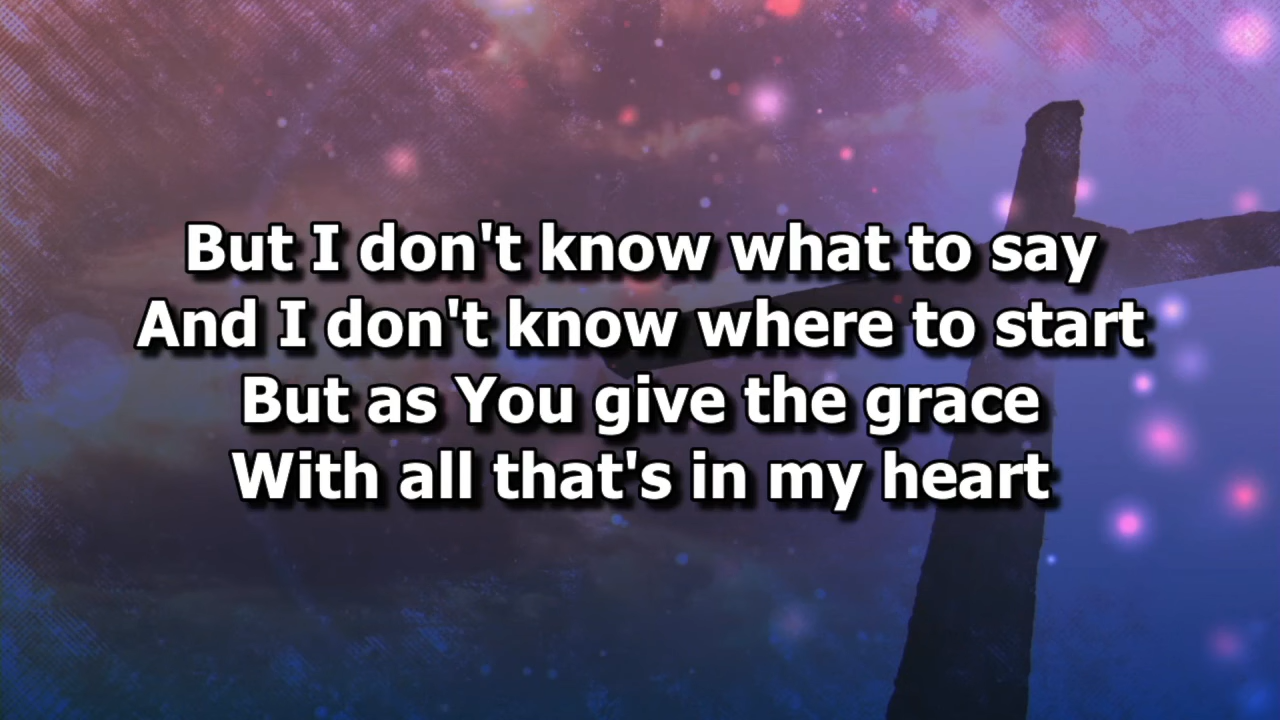 But I don't know what to say
And I don't know where to start
But as You give the grace
With all that's in my heart